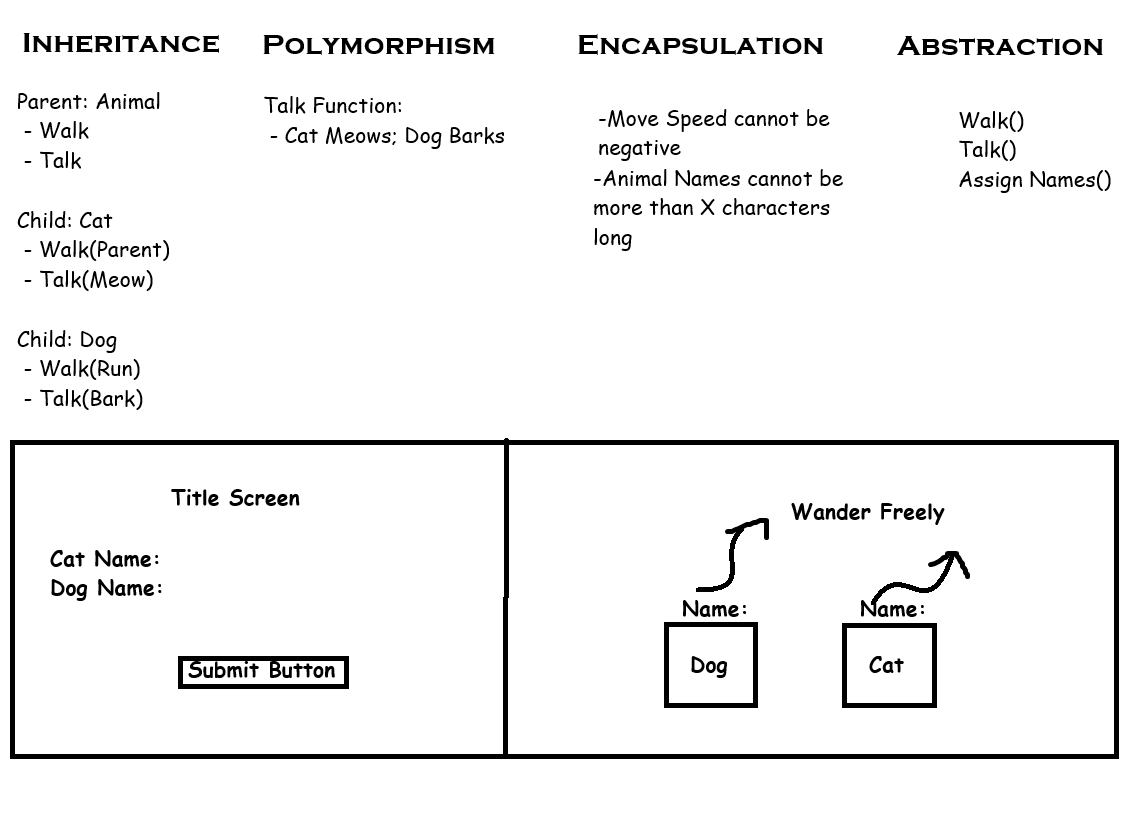 INHERITANCE
Parent: Animal
- Walk
- Talk
Child: Cat
- Walk(Parent)
- Talk(Meow)
Child: Dog
- Walk(Run)
- Talk(Bark)
POLYMORPHISM
Talk Function:
- Cat Meows; Dog Barks
ENCAPSULATION
-Move Speed cannot be
negative
-Animal Names cannot be
more than X characters
long
ABSTRACTION
Walk()
Talk()
Assign Names()
Title Screen
Cat Name:
Dog Name:
Submit Button
Wander Freely
Name:
Dog
Name:
Cat